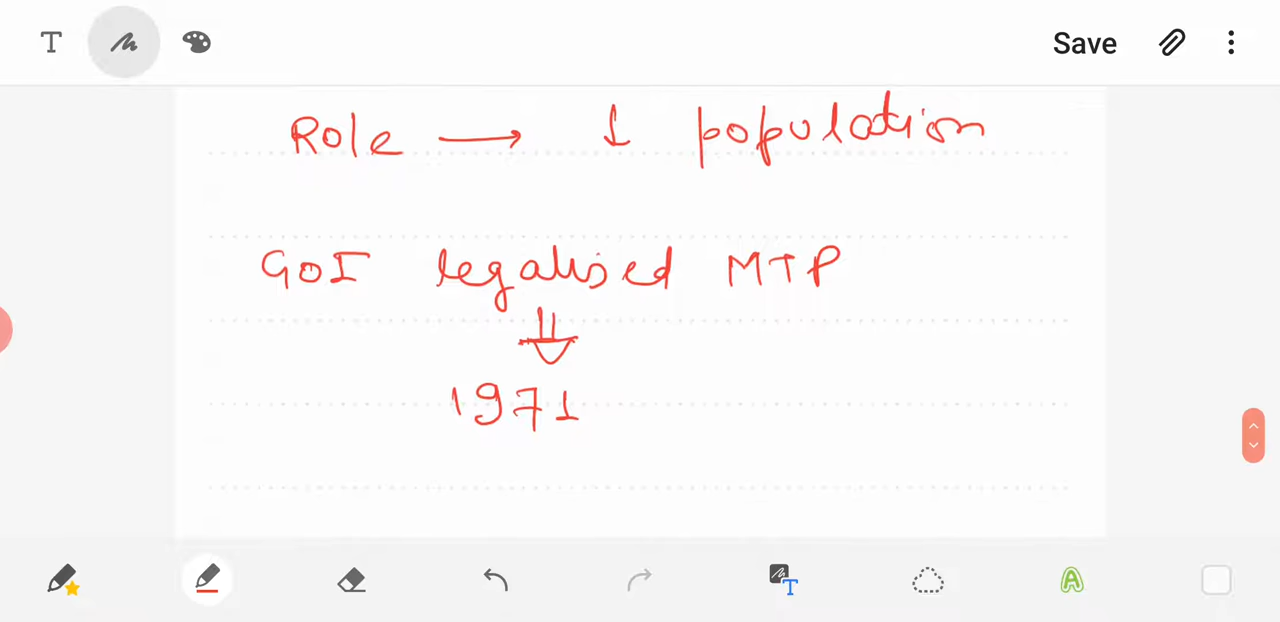 T Save
Role → ↓ population
GOI legalised MTP
⇓
1971
T A